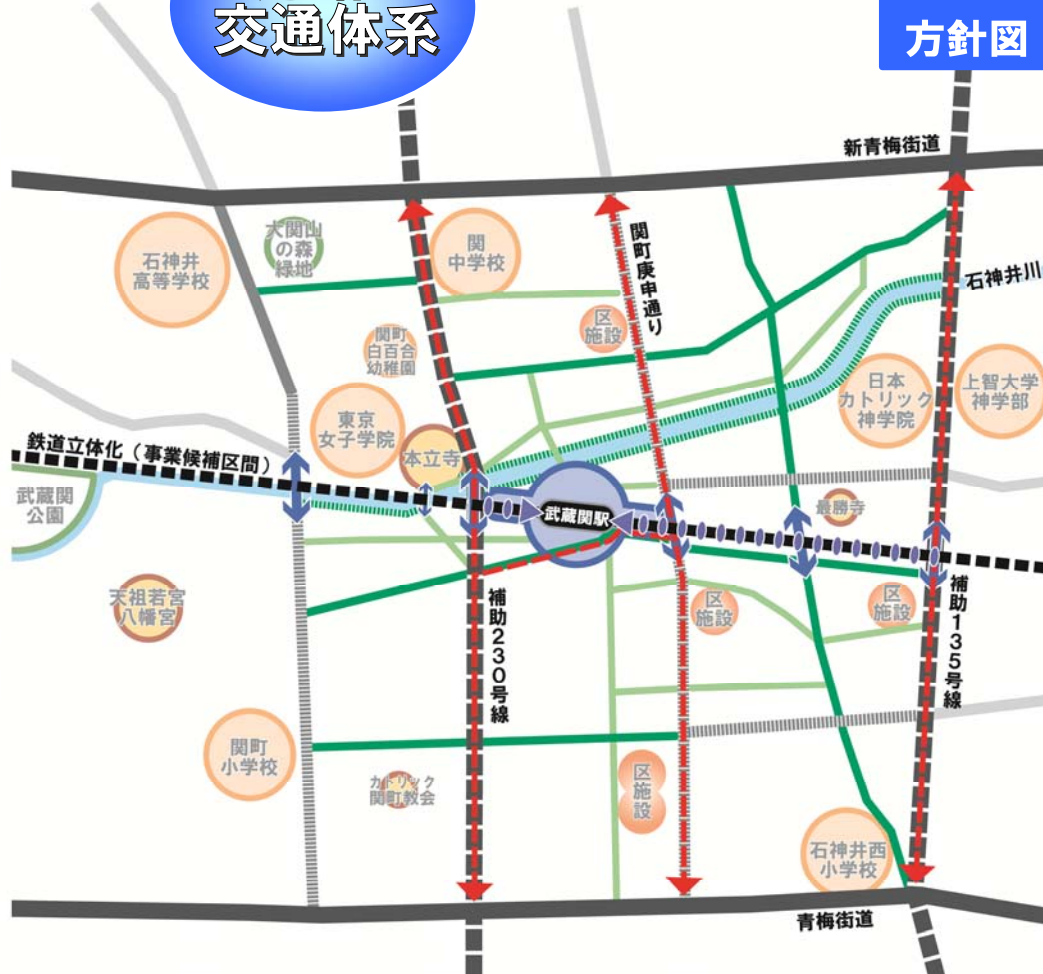 交通体系
方針図
新青梅街道
石神井川
石神井
高等学校
大関山
の森
緑地
関
中学校
関町庚申通り
区
施設
関町
白百合
幼稚園
東京
女子学院
本立寺
日本
カトリック
神学院
上智大学
神学部
鉄道立体化(事業候補区間)
武蔵関
公園
武蔵関駅
最勝寺
天祖若宮
八幡宮
補助230号線
区
施設
区
施設
補助135号線
関町
小学校
カトリック
関町教会
区
施
設
石神井西
小学校
青梅街道